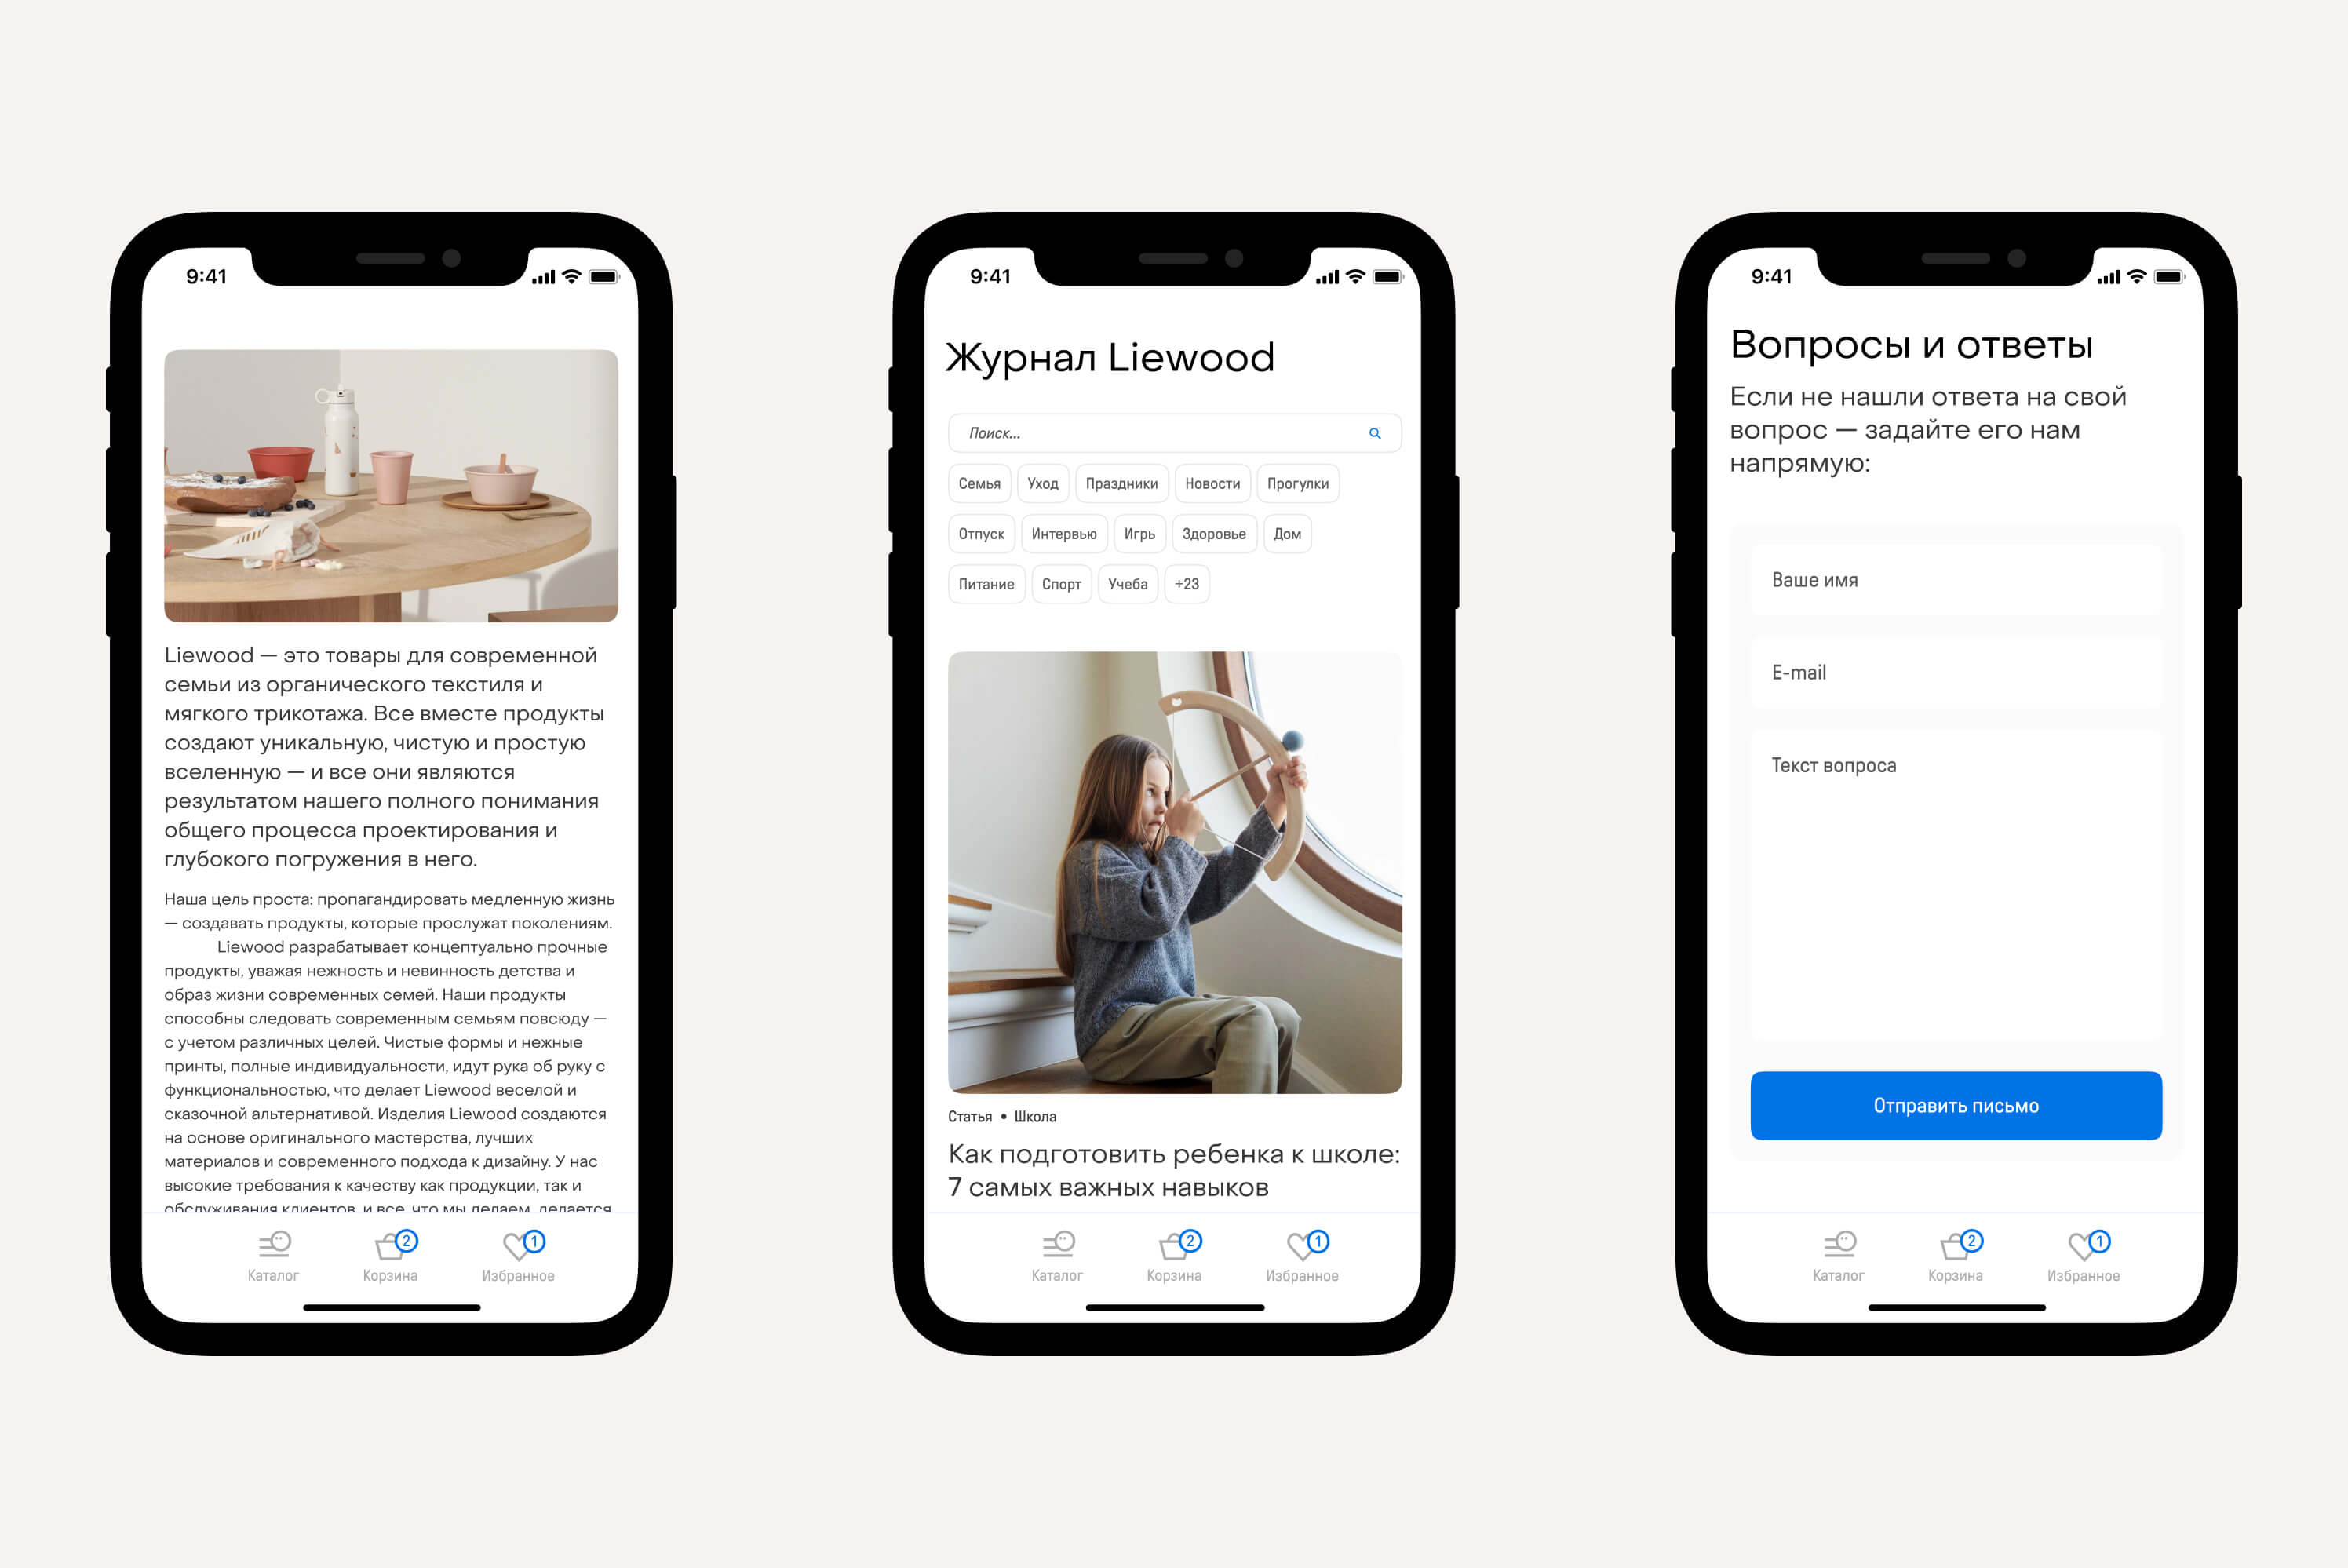 9:41
Liewood — это товары для современной
семьи из органического текстиля и
мягкого трикотажа. Все вместе продукты
создают уникальную, чистую и простую
вселенную — и все они являются
результатом нашего полного понимания
общего процесса проектирования и
глубокого погружения в него.
Наша цель проста: пропагандировать медленную жизнь
— создавать продукты, которые прослужат поколениям.
Liewood разрабатывает концептуально прочные
продукты, уважая нежность и невинность детства и
образ жизни современных семей. Наши продукты
способны следовать современным семьям повсюду —
с учетом различных целей. Чистые формы и нежные
принты, полные индивидуальности, идут рука об руку с
функциональностью, что делает Liewood веселой и
сказочной альтернативой. Изделия Liewood создаются
на основе оригинального мастерства, лучших
материалов и современного подхода к дизайну. У нас
высокие требования к качеству как продукции, так и
обслуживания клиентов, и все, что мы делаем, делается
2 1
Каталог Корзина Избранное
9:41
Журнал Liewood
Поиск...
Семья Уход Праздники Новости Прогулки
Отпуск Интервью Игрь Здоровье Дом
Питание Спорт Учеба +23
Статья • Школа
Как подготовить ребенка к школе:
7 самых важных навыков
2 1
Каталог Корзина Избранное
9:41
Вопросы и ответы
Если не нашли ответа на свой
вопрос — задайте его нам
напрямую:
Ваше имя
E-mail
Текст вопроса
Отправить письмо
2 1
Каталог Корзина Избранное